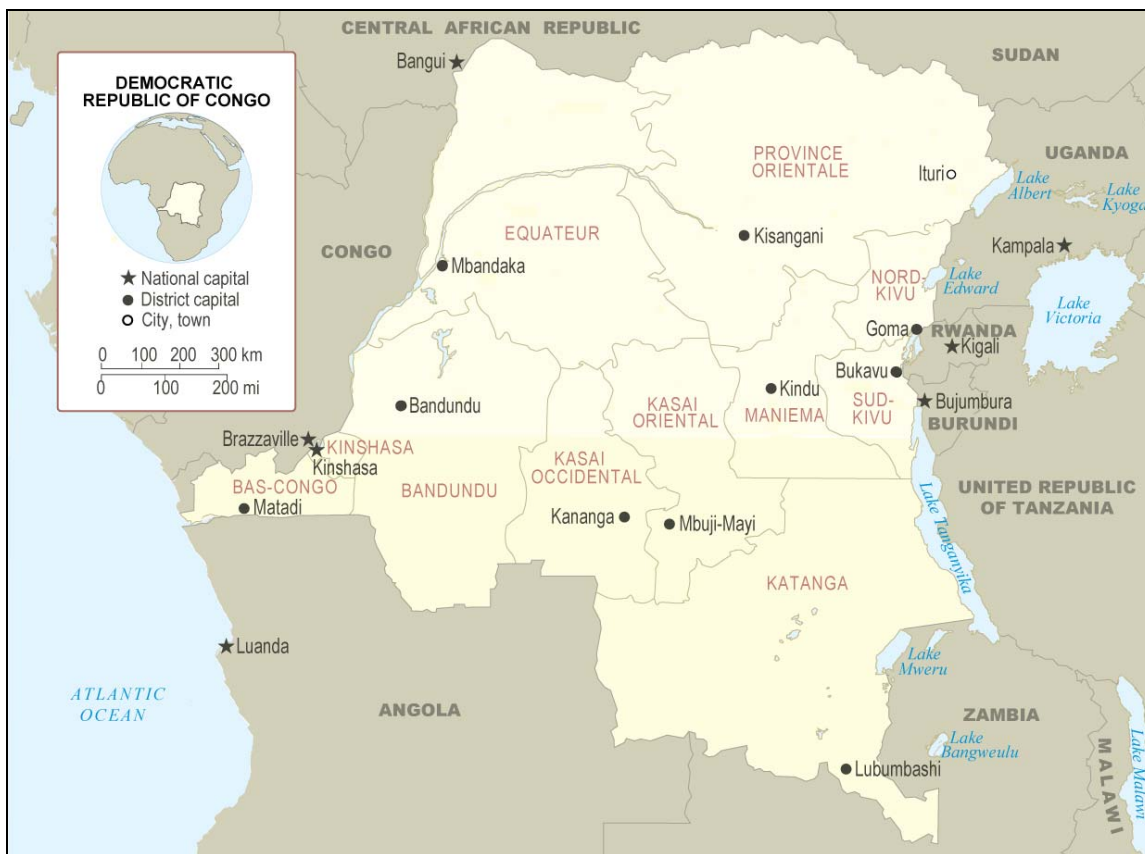 CENTRAL AFRICAN REPUBLIC
Bangui
SUDAN
DEMOCRATIC
REPUBLIC OF CONGO
National capital
District capital
City, town
0 100 200 300 km
0 100 200 mi
PROVINCE
ORIENTALE
Ituri
UGANDA
Lake
Albert
Lake
Kyoga
CONGO
EQUATEUR
Kisangani
Kampala
Mbandaka
NORD-
KIVU
Lake
Edward
Lake
Victoria
Goma
RWANDA
Kigali
Bukavu
Bandundu
KASAI
ORIENTAL
Kindu
MANIEMA
SUD-
KIVU
Bujumbura
BURUNDI
Brazzaville
KINSHASA
Kinshasa
BAS-CONGO
Matadi
BANDUNDU
KASAI
OCCIDENTAL
Kananga
Mbuji-Mayi
Lake Tanganyika
UNITED REPUBLIC
OF TANZANIA
KATANGA
Luanda
Lake
Mweru
ATLANTIC
OCEAN
ANGOLA
ZAMBIA
Lake
Bangweulu
Lubumbashi
MALAWI
Lake Malawi